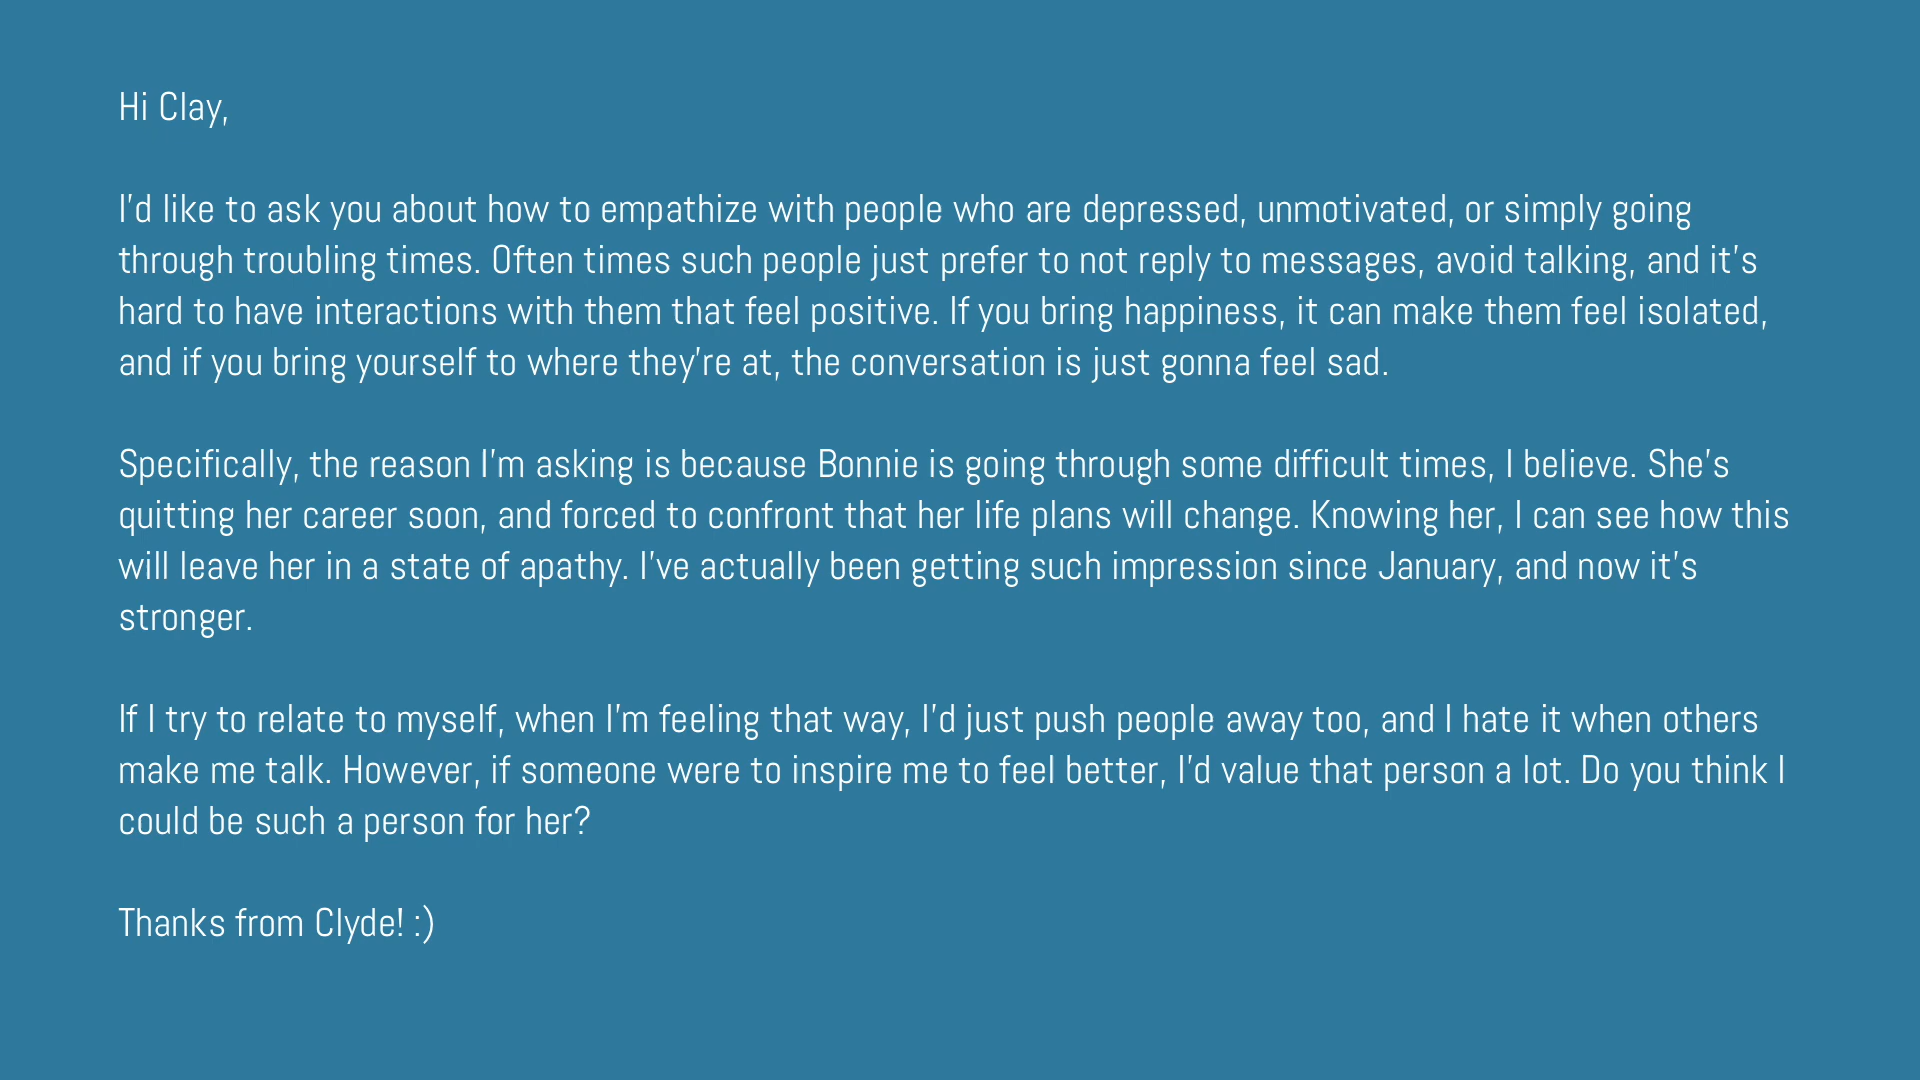 Hi Clay,
I'd like to ask you about how to empathize with people who are depressed, unmotivated, or simply going
through troubling times. Often times such people just prefer to not reply to messages, avoid talking, and it's
hard to have interactions with them that feel positive. If you bring happiness, it can make them feel isolated,
and if you bring yourself to where they're at, the conversation is just gonna feel sad.
Specifically, the reason I'm asking is because Bonnie is going through some difficult times, I believe. She's
quitting her career soon, and forced to confront that her life plans will change. Knowing her, I can see how this
will leave her in a state of apathy. I've actually been getting such impression since January, and now it's
stronger.
If I try to relate to myself, when I'm feeling that way, I'd just push people away too, and I hate it when others
make me talk. However, if someone were to inspire me to feel better, I'd value that person a lot. Do you think I
could be such a person for her?
Thanks from Clyde! :)